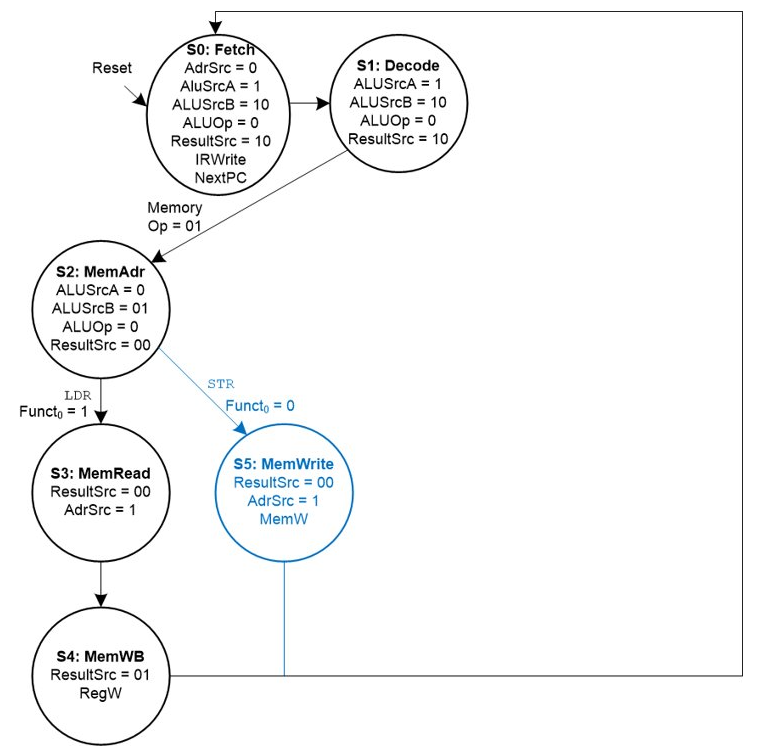 Reset
S0: Fetch
AdrSrc = 0
AluSrcA = 1
ALUSrcB = 10
ALUOp = 0
ResultSrc = 10
IRWrite
NextPC
S1: Decode
ALUSrcA = 1
ALUSrcB = 10
ALUOp = 0
ResultSrc = 10
Memory
Op = 01
S2: MemAdr
ALUSrcA = 0
ALUSrcB = 01
ALUOp = 0
ResultSrc = 00
LDR
Funct₀ = 1
STR
Funct₀ = 0
S3: MemRead
ResultSrc = 00
AdrSrc = 1
S5: MemWrite
ResultSrc = 00
AdrSrc = 1
MemW
S4: MemWB
ResultSrc = 01
RegW